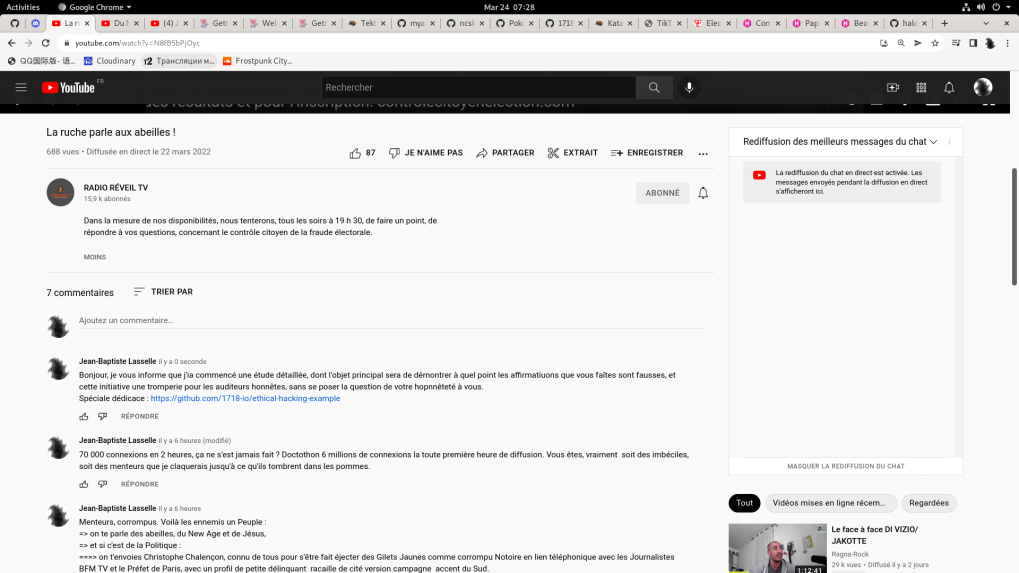 Activities Google Chrome Mar 24 07:28
La r Du N (4) J Gett Wel Gett Tekt mya ncsi Pok 1718 Kata TikT Elec Com Pap Bea halc
youtube.com/watch?v=N8fB5bPjOyc
QQ国际版- 语... Cloudinary Трансляции м... Frostpunk City...
YouTube FR Rechercher
La ruche parle aux abeilles !
688 vues • Diffusée en direct le 22 mars 2022
87 JE N'AIME PAS PARTAGER EXTRAIT ENREGISTRER ...
RADIO RÉVEIL TV
15,9 k abonnés
ABONNÉ
Dans la mesure de nos disponibilités, nous tenterons, tous les soirs à 19 h 30, de faire un point, de
répondre à vos questions, concernant le contrôle citoyen de la fraude électorale.
MOINS
7 commentaires TRIER PAR
Ajoutez un commentaire...
Jean-Baptiste Lasselle il y a 0 seconde
Bonjour, je vous informe que j'ia commencé une étude détaillée, dont l'objet principal sera de démontrer à quel point les affirmatiuons que vous faîtes sont fausses, et
cette initiative une tromperie pour les auditeurs honnêtes, sans se poser la question de votre hopnnêteté à vous.
Spéciale dédicace : https://github.com/1718-io/ethical-hacking-example
RÉPONDRE
Jean-Baptiste Lasselle il y a 6 heures (modifié)
70 000 connexions en 2 heures, ça ne s'est jamais fait ? Doctothon 6 millions de connexions la toute première heure de diffusion. Vous êtes, vraiment soit des imbéciles,
soit des menteurs que je claquerais jusqu'à ce qu'ils tombrent dans les pommes.
RÉPONDRE
Jean-Baptiste Lasselle il y a 6 heures
Menteurs, corrompus. Voilà les ennemis un Peuple :
=> on te parle des abeilles, du New Age et de Jésus,
=> et si c'est de la Politique :
===> on t'envoies Christophe Chalençon, connu de tous pour s'être fait éjecter des Gilets Jaunes comme corrompu Notoire en lien téléphonique avec les Journalistes
BFM TV et le Préfet de Paris, avec un profil de petite délinquant racaille de cité version campagne accent du Sud.
Rediffusion des meilleurs messages du chat
La rediffusion du chat en direct est activée. Les
messages envoyés pendant la diffusion en direct
s'afficheront ici.
MASQUER LA REDIFFUSION DU CHAT
Tout Vidéos mises en ligne récem... Regardées
1:12:41
Le face à face DI VIZIO/
JAKOTTE
Ragna-Rock
29 k vues • Diffusé il y a 2 jours